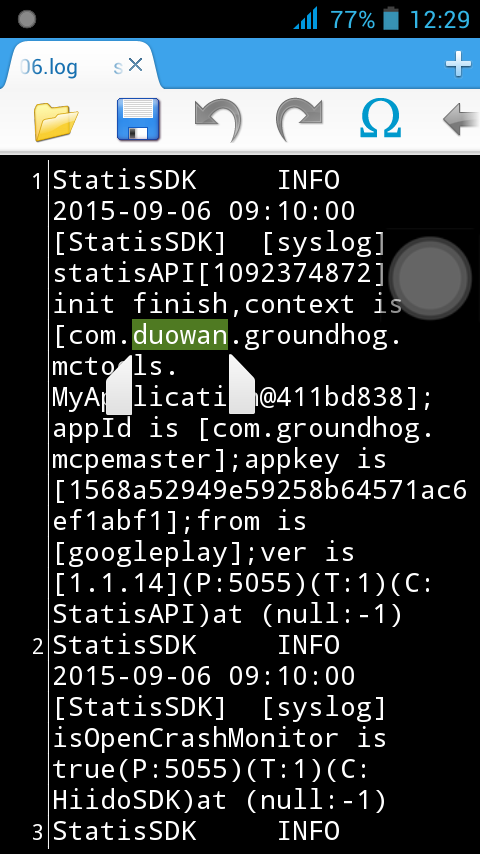 77% 12:29
06.log s
Ω
1 StatisSDK INFO
2015-09-06 09:10:00
[StatisSDK] [syslog]
statisAPI[1092374872]
init finish,context is
[com.duowan.groundhog.
mctools.
MyApplication@411bd838];
appId is [com.groundhog.
mcpemaster];appkey is
[1568a52949e59258b64571ac6
ef1abf1];from is
[googleplay];ver is
[1.1.14](P:5055)(T:1)(C:
StatisAPI)at (null:-1)
2 StatisSDK INFO
2015-09-06 09:10:00
[StatisSDK] [syslog]
isOpenCrashMonitor is
true(P:5055)(T:1)(C:
HiidoSDK)at (null:-1)
3 StatisSDK INFO